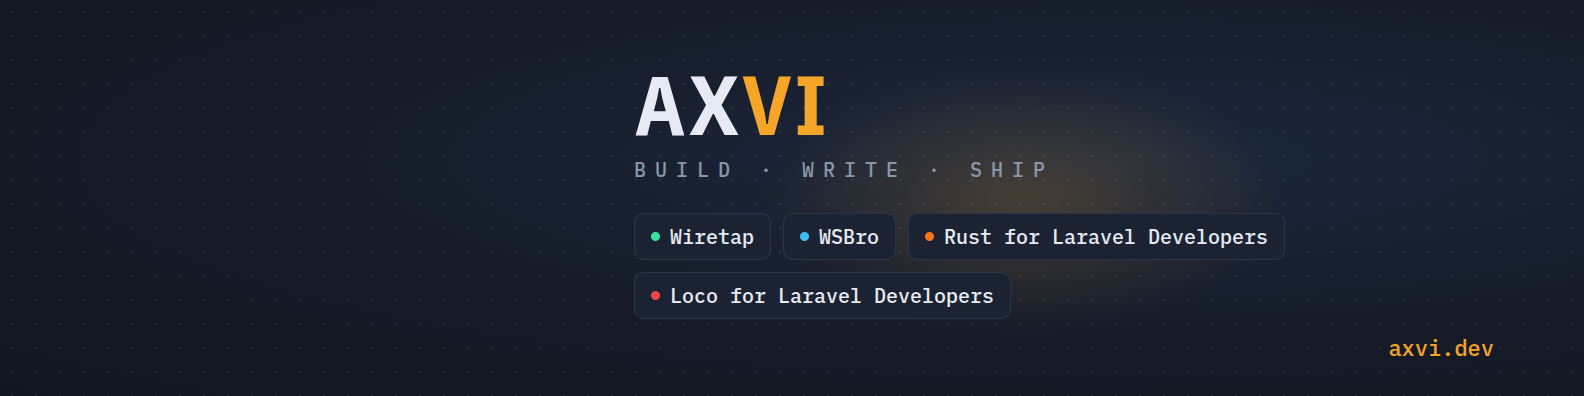 AXVI
BUILD · WRITE · SHIP
Wiretap WSBro Rust for Laravel Developers
Loco for Laravel Developers
axvi.dev